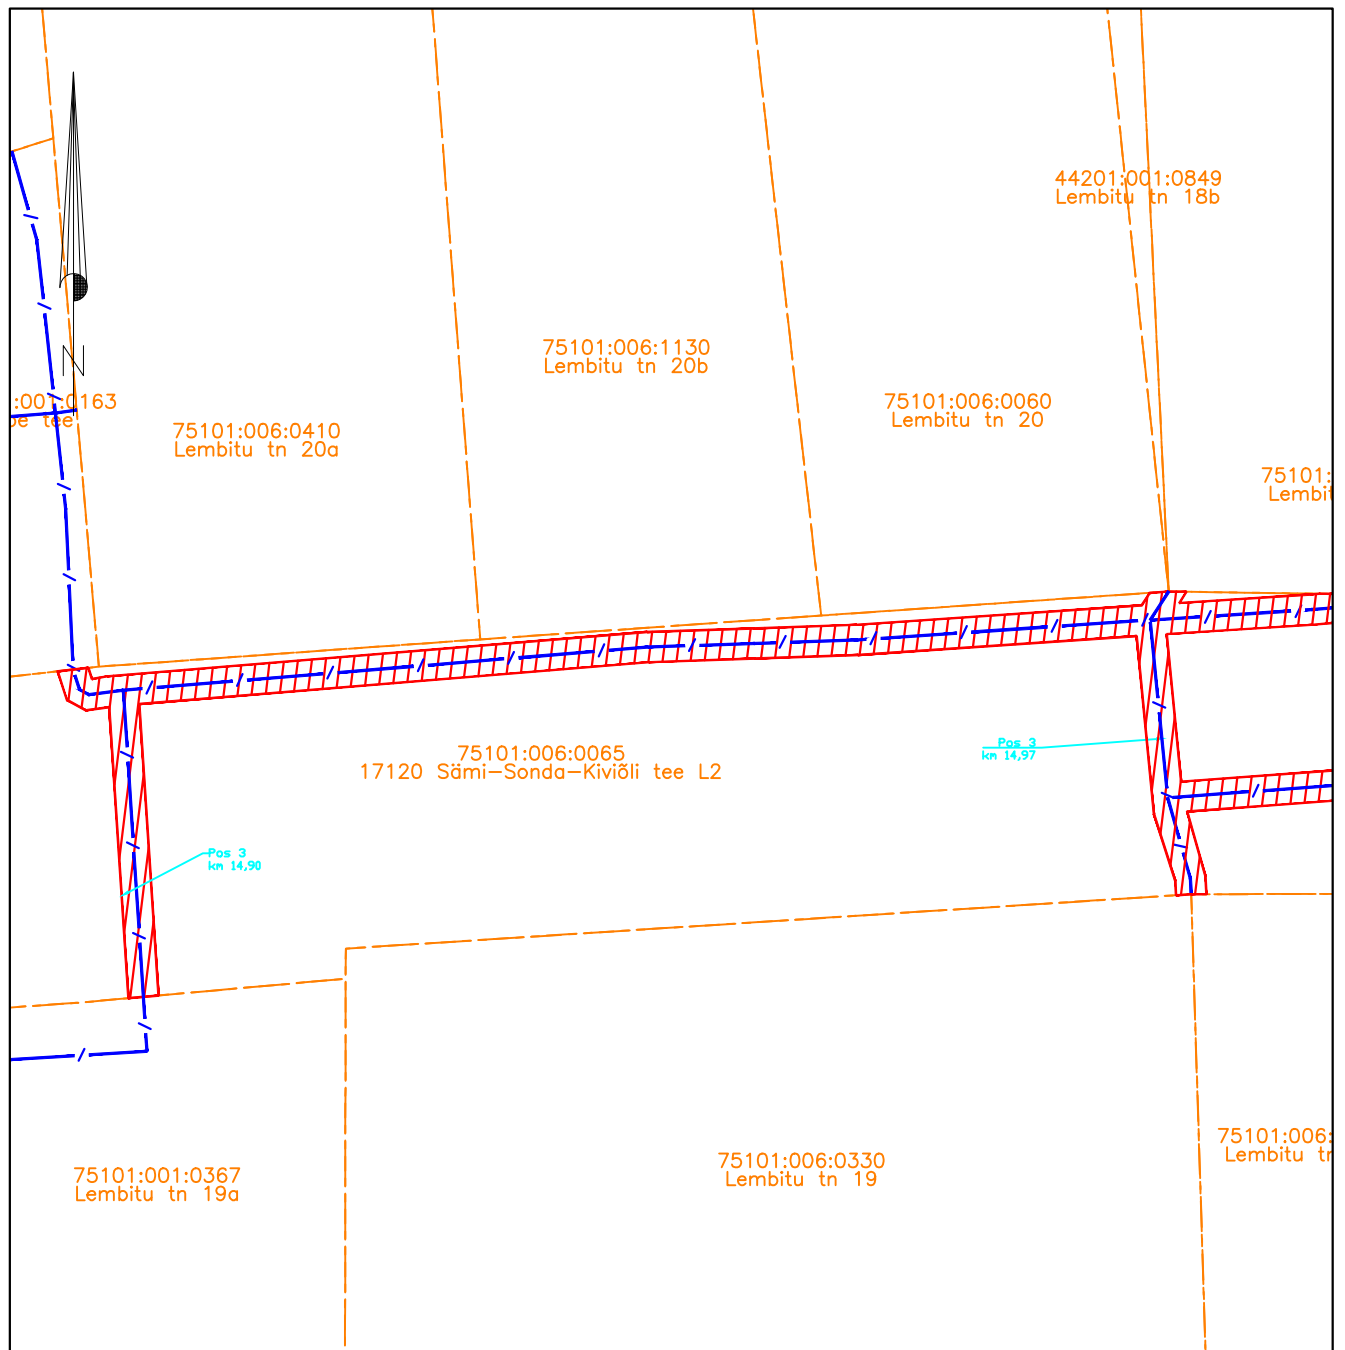 44201:001:0849
Lembitu tn 18b
N
75101:006:1130
Lembitu tn 20b
:001:0163
tee
75101:006:0060
Lembitu tn 20
75101:006:0410
Lembitu tn 20a
75101:
Lembit
75101:006:0065
17120 Sämi-Sonda-Kiviõli tee L2
Pos 3
km 14,97
Pos 3
km 14,90
75101:006:
Lembitu tn
75101:006:0330
Lembitu tn 19
75101:001:0367
Lembitu tn 19a